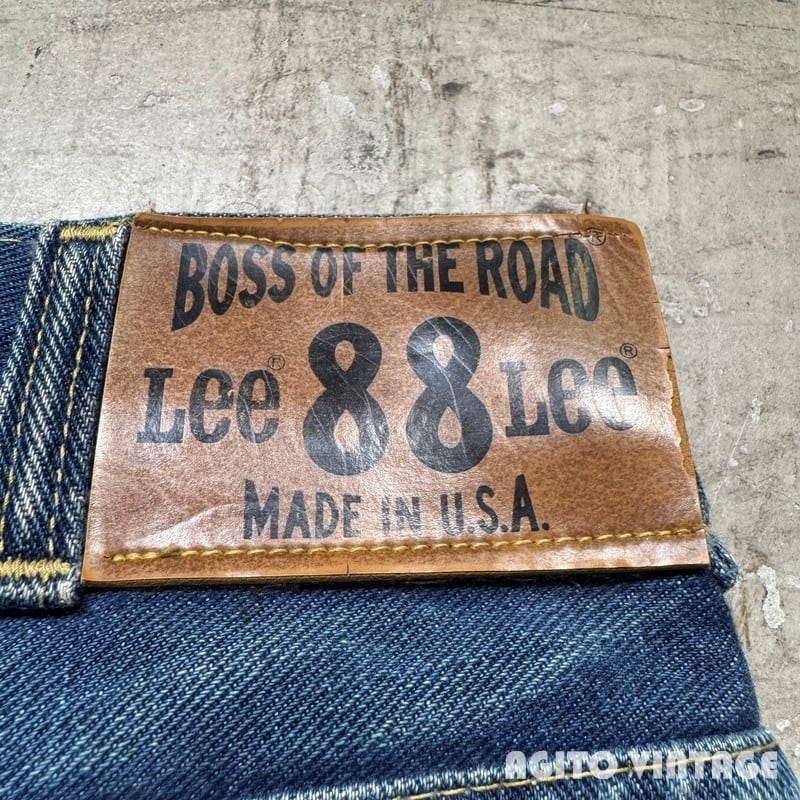 BOSS OF THE ROAD®
Lee® 88 Lee®
MADE IN U.S.A.
AGITO VINTAGE